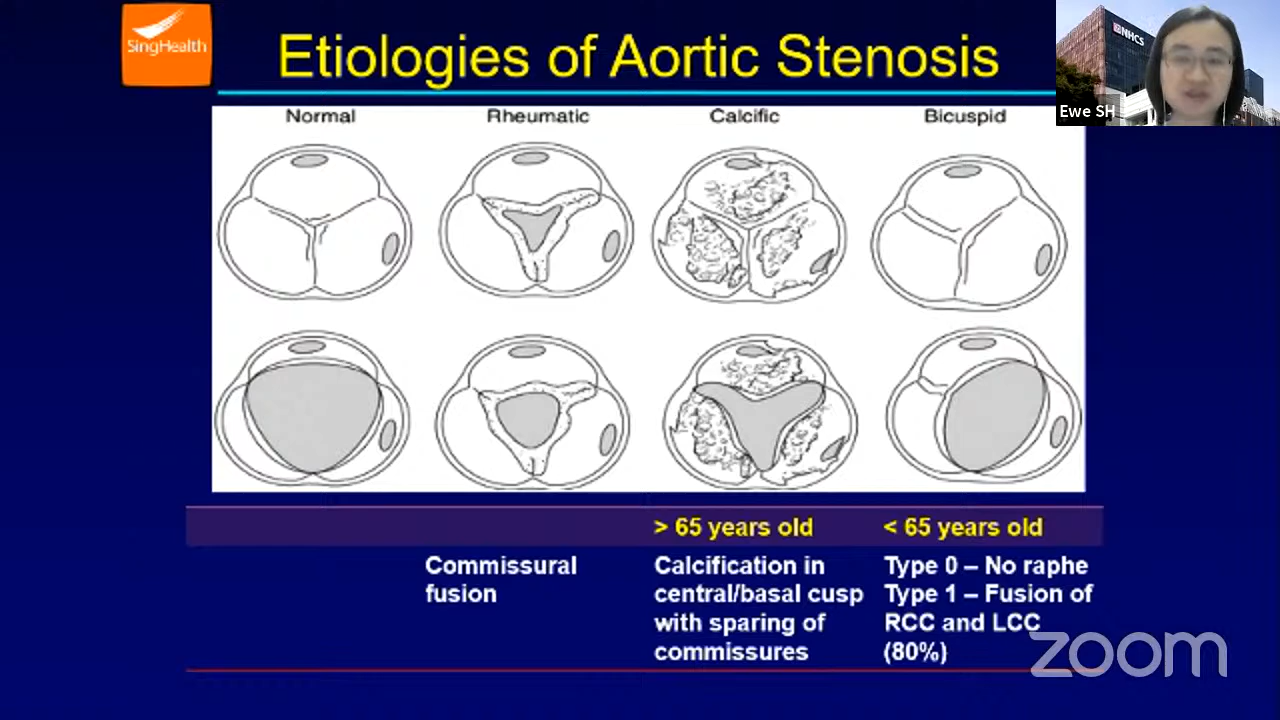 SingHealth
Etiologies of Aortic Stenosis
NHCS
Ewe SH
Normal
Rheumatic
Calcific
Bicuspid
> 65 years old
< 65 years old
Commissural
fusion
Calcification in
central/basal cusp
with sparing of
commissures
Type 0 – No raphe
Type 1 – Fusion of
RCC and LCC
(80%)
zoom